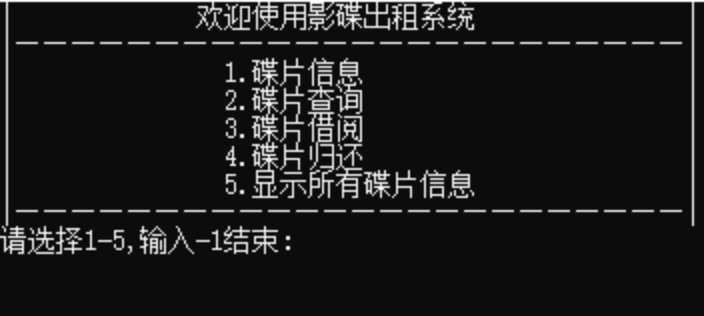 欢迎使用影碟出租系统
1.碟片信息
2.碟片查询
3.碟片借阅
4.碟片归还
5.显示所有碟片信息
请选择1-5,输入-1结束: